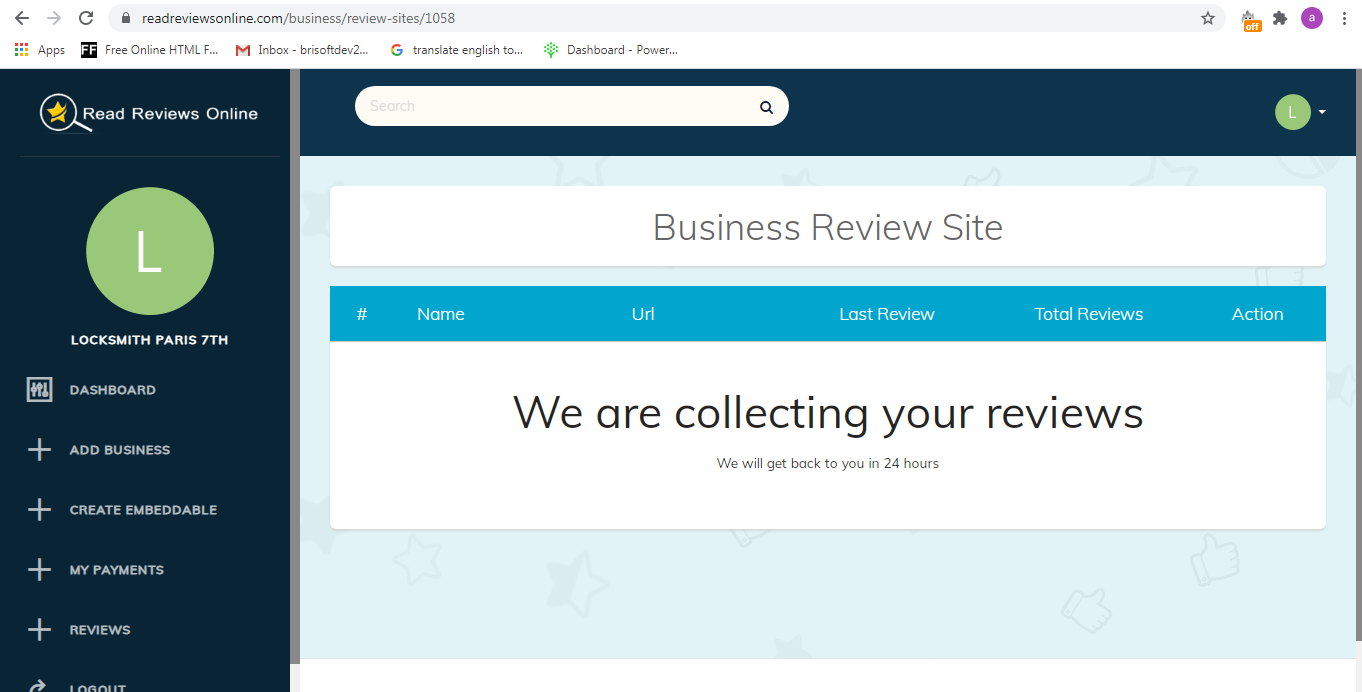 readreviewsonline.com/business/review-sites/1058
off
a
Apps
FF
Free Online HTML F...
Inbox - brisoftdev2...
translate english to...
Dashboard - Power...
Read Reviews Online
Search
L
L
LOCKSMITH PARIS 7TH
DASHBOARD
ADD BUSINESS
CREATE EMBEDDABLE
MY PAYMENTS
REVIEWS
LOGOUT
Business Review Site
# Name Url Last Review Total Reviews Action
We are collecting your reviews
We will get back to you in 24 hours